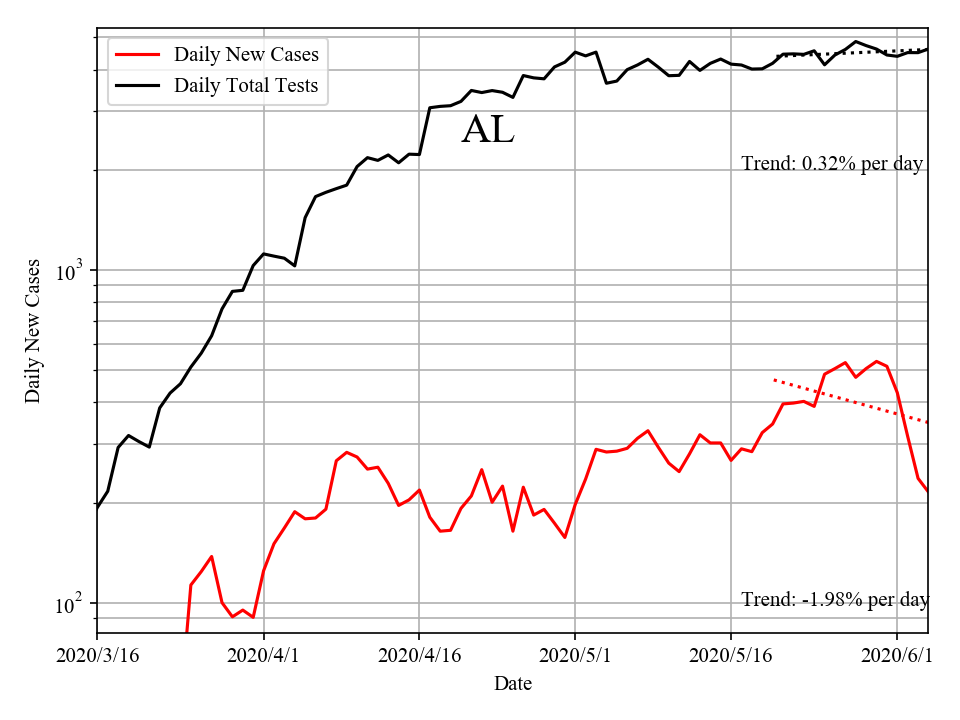 Daily New Cases
Daily Total Tests
AL
Trend: 0.32% per day
10³
Daily New Cases
10²
Trend: -1.98% per day
2020/3/16 2020/4/1 2020/4/16 2020/5/1 2020/5/16 2020/6/1
Date